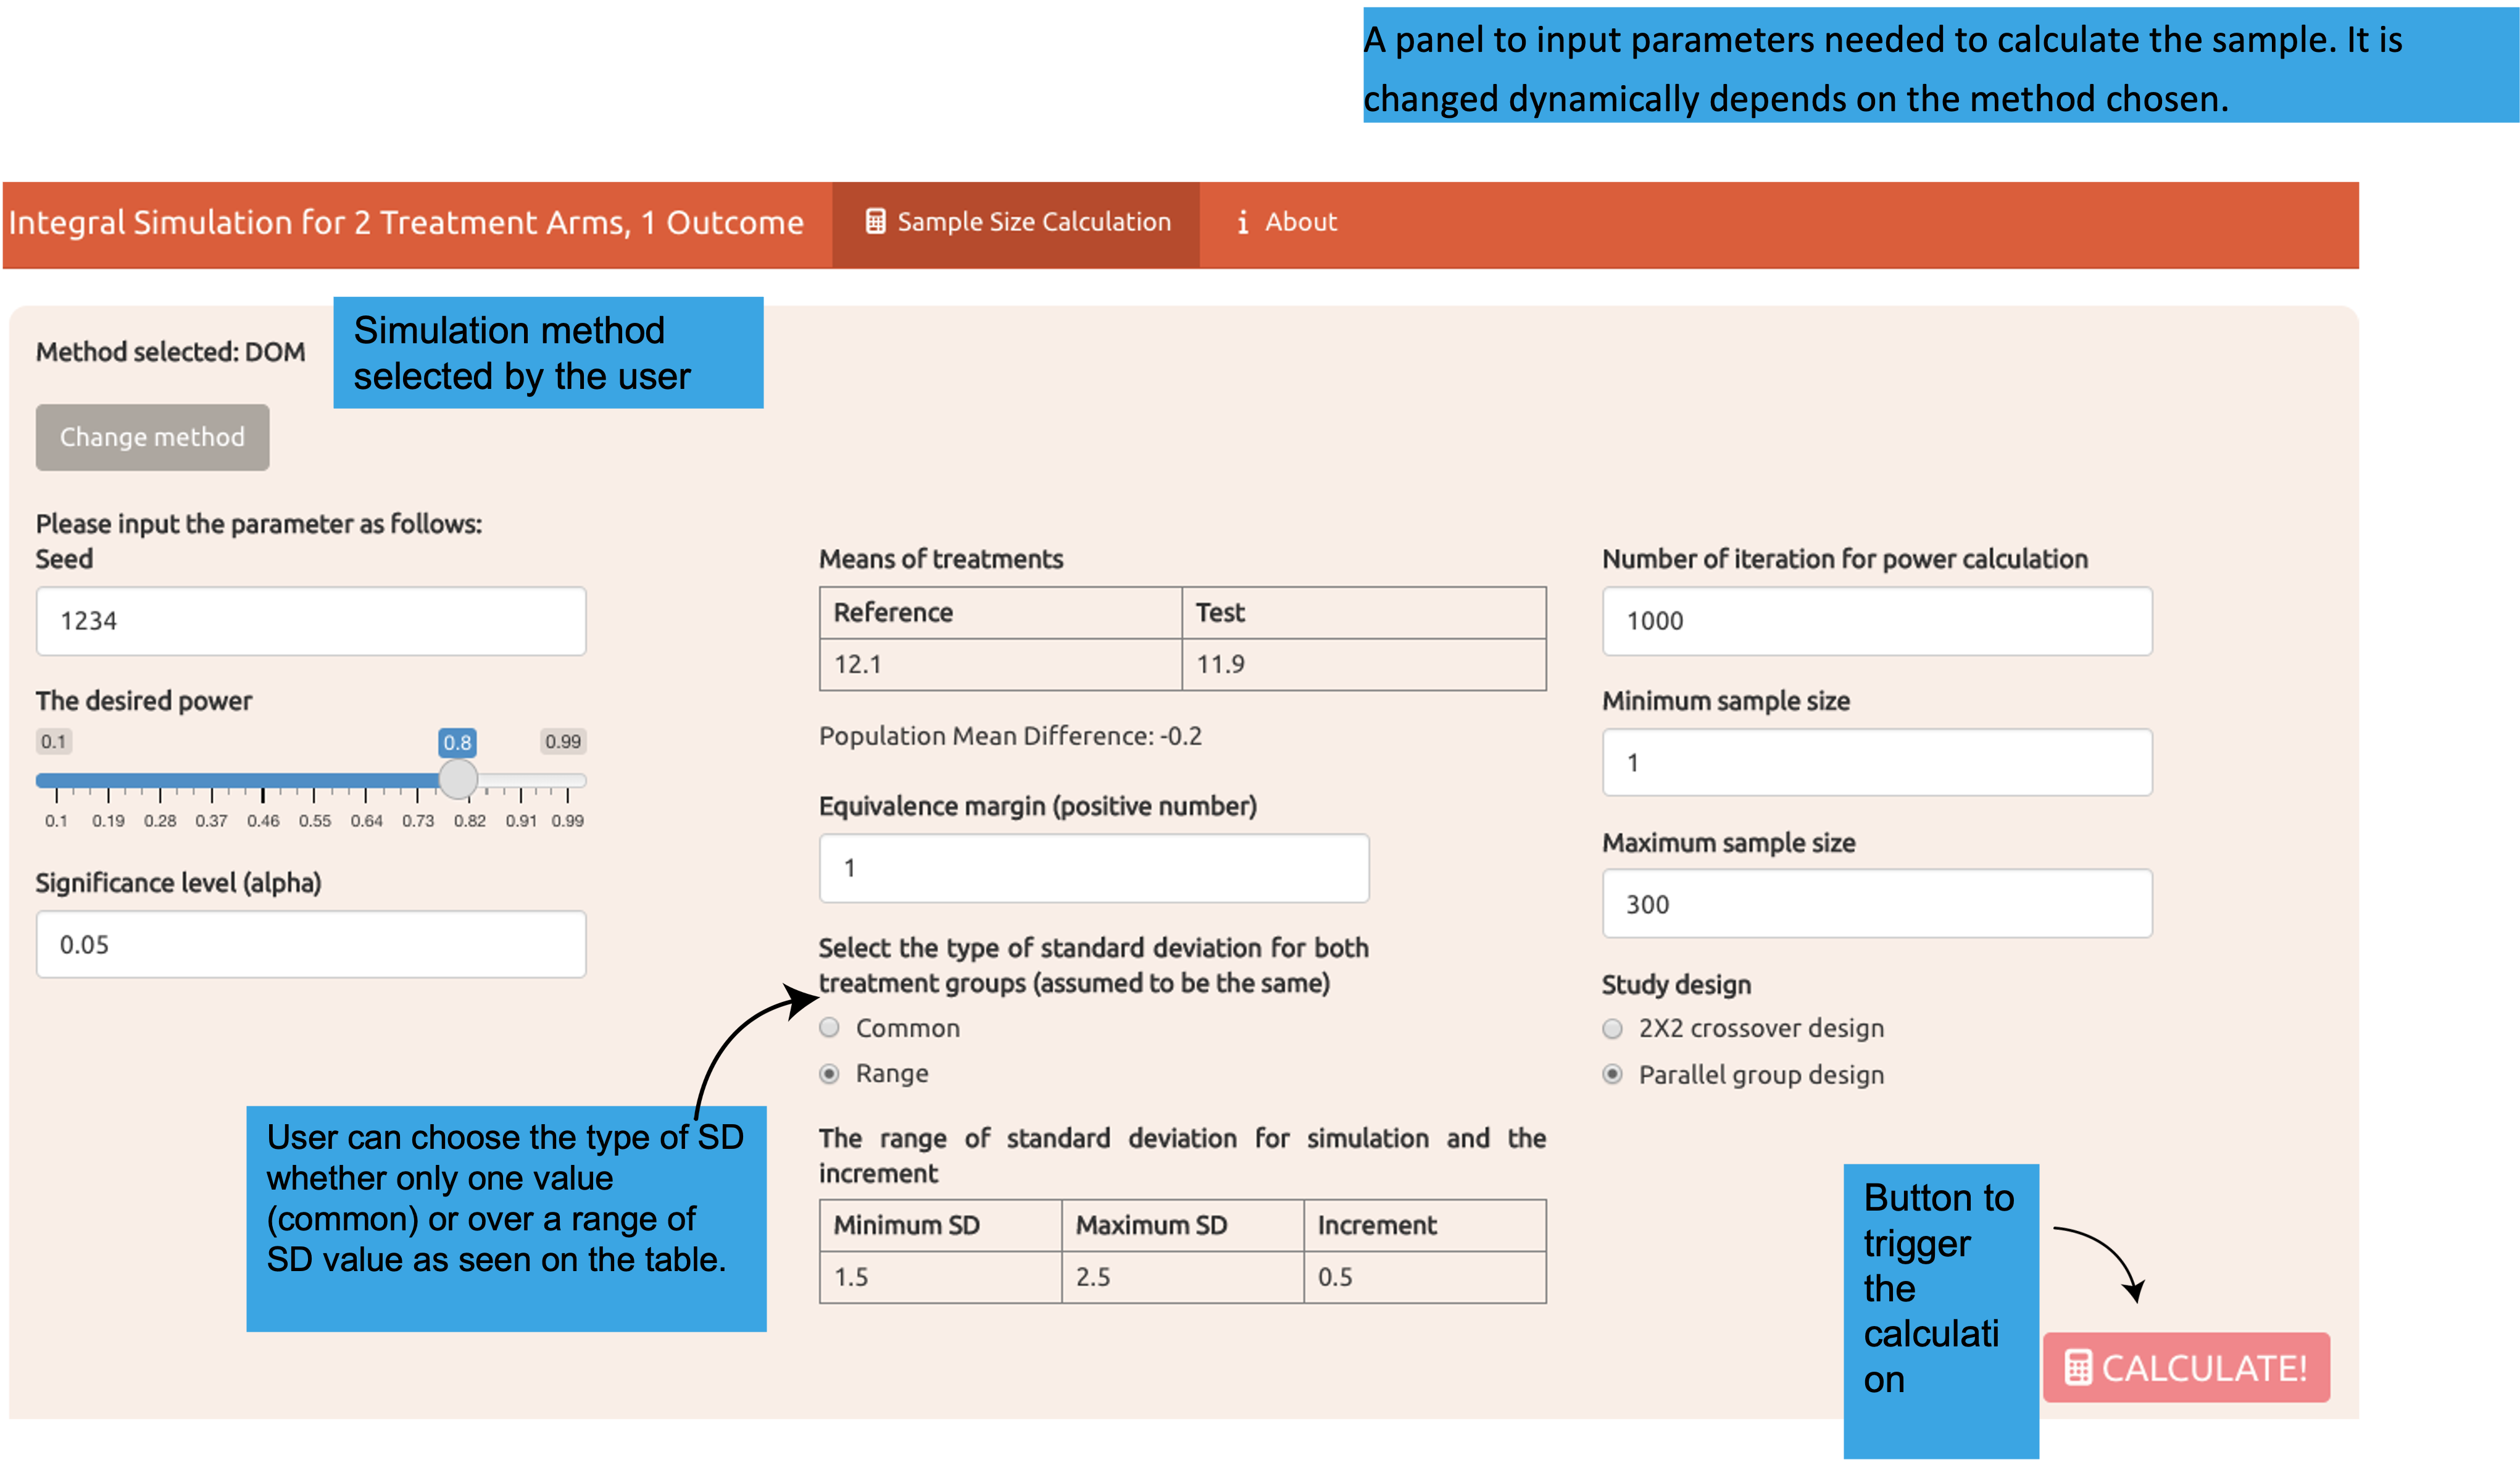 A panel to input parameters needed to calculate the sample. It is
changed dynamically depends on the method chosen.
Integral Simulation for 2 Treatment Arms, 1 Outcome
Sample Size Calculation
About
Method selected: DOM
Simulation method
selected by the user
Change method
Please input the parameter as follows:
Seed
1234
The desired power
0.1 0.8 0.99
0.1 0.19 0.28 0.37 0.46 0.55 0.64 0.73 0.82 0.91 0.99
Significance level (alpha)
0.05
User can choose the type of SD
whether only one value
(common) or over a range of
SD value as seen on the table.
Means of treatments
Reference Test
12.1 11.9
Population Mean Difference: -0.2
Equivalence margin (positive number)
1
Select the type of standard deviation for both
treatment groups (assumed to be the same)
Common
Range
The range of standard deviation for simulation and the
increment
Minimum SD Maximum SD Increment
1.5 2.5 0.5
Number of iteration for power calculation
1000
Minimum sample size
1
Maximum sample size
300
Study design
2X2 crossover design
Parallel group design
Button to
trigger
the
calculati
on
CALCULATE!